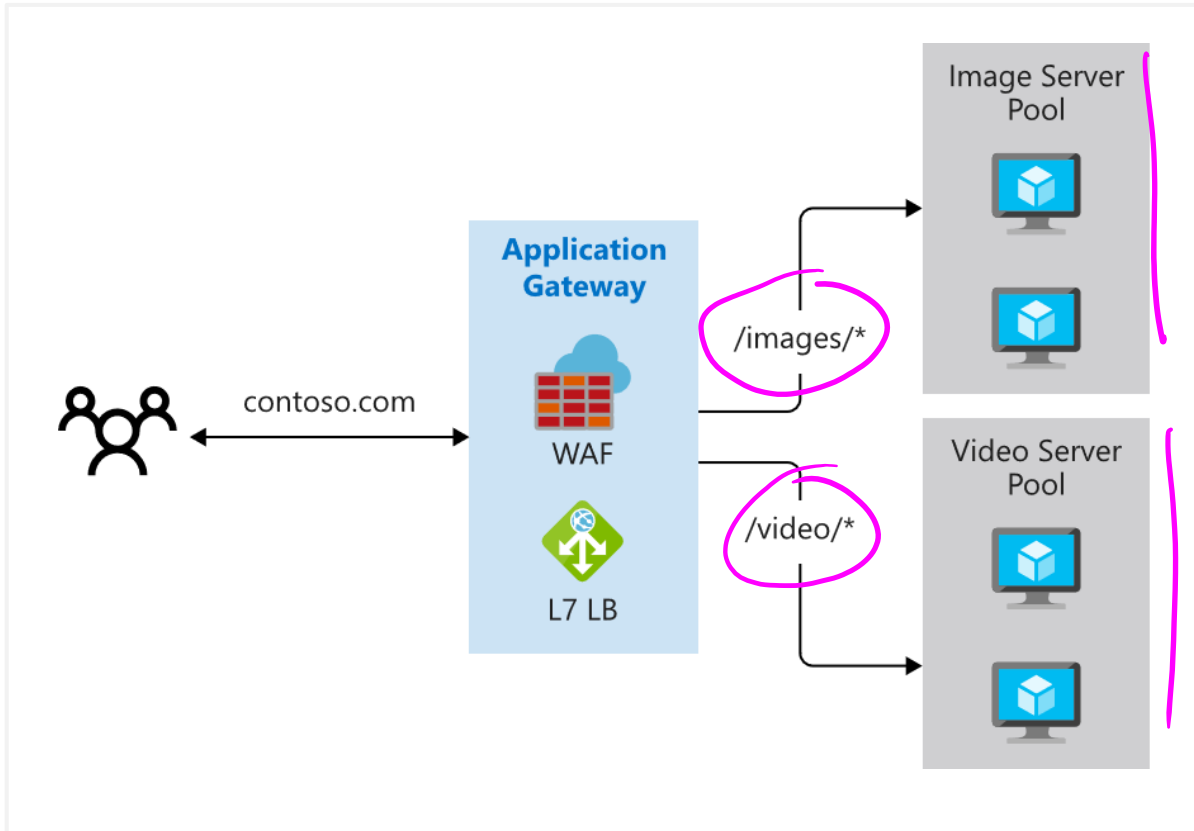 contoso.com
Application
Gateway
WAF
L7 LB
/images/*
/video/*
Image Server
Pool
Video Server
Pool